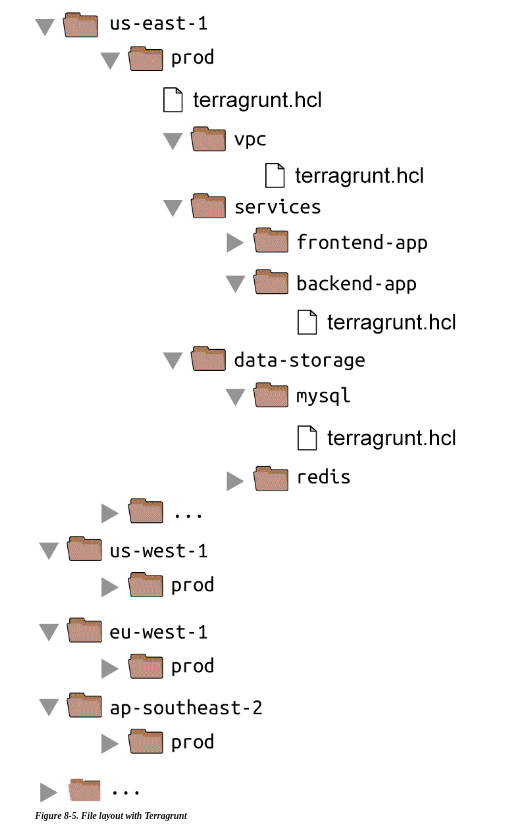 us-east-1
prod
terragrunt.hcl
vpc
terragrunt.hcl
services
frontend-app
backend-app
terragrunt.hcl
data-storage
mysql
terragrunt.hcl
redis
...
us-west-1
prod
eu-west-1
prod
ap-southeast-2
prod
...
Figure 8-5. File layout with Terragrunt